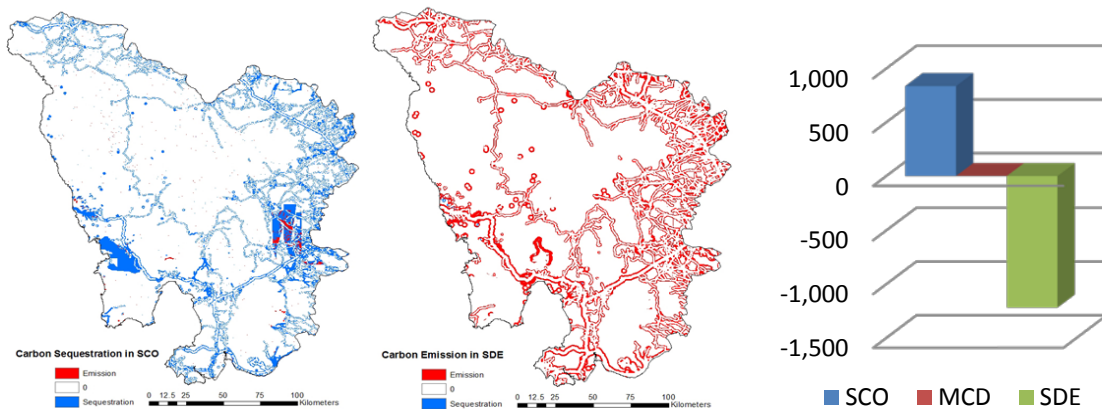 Carbon Sequestration in SCO
Emission
0
Sequestration
0 12.5 25 50 75 100
Kilometers
Carbon Emission in SDE
Emission
0
Sequestration
0 12.5 25 50 75 100
Kilometers
1,000
500
0
-500
-1,000
-1,500
SCO MCD SDE